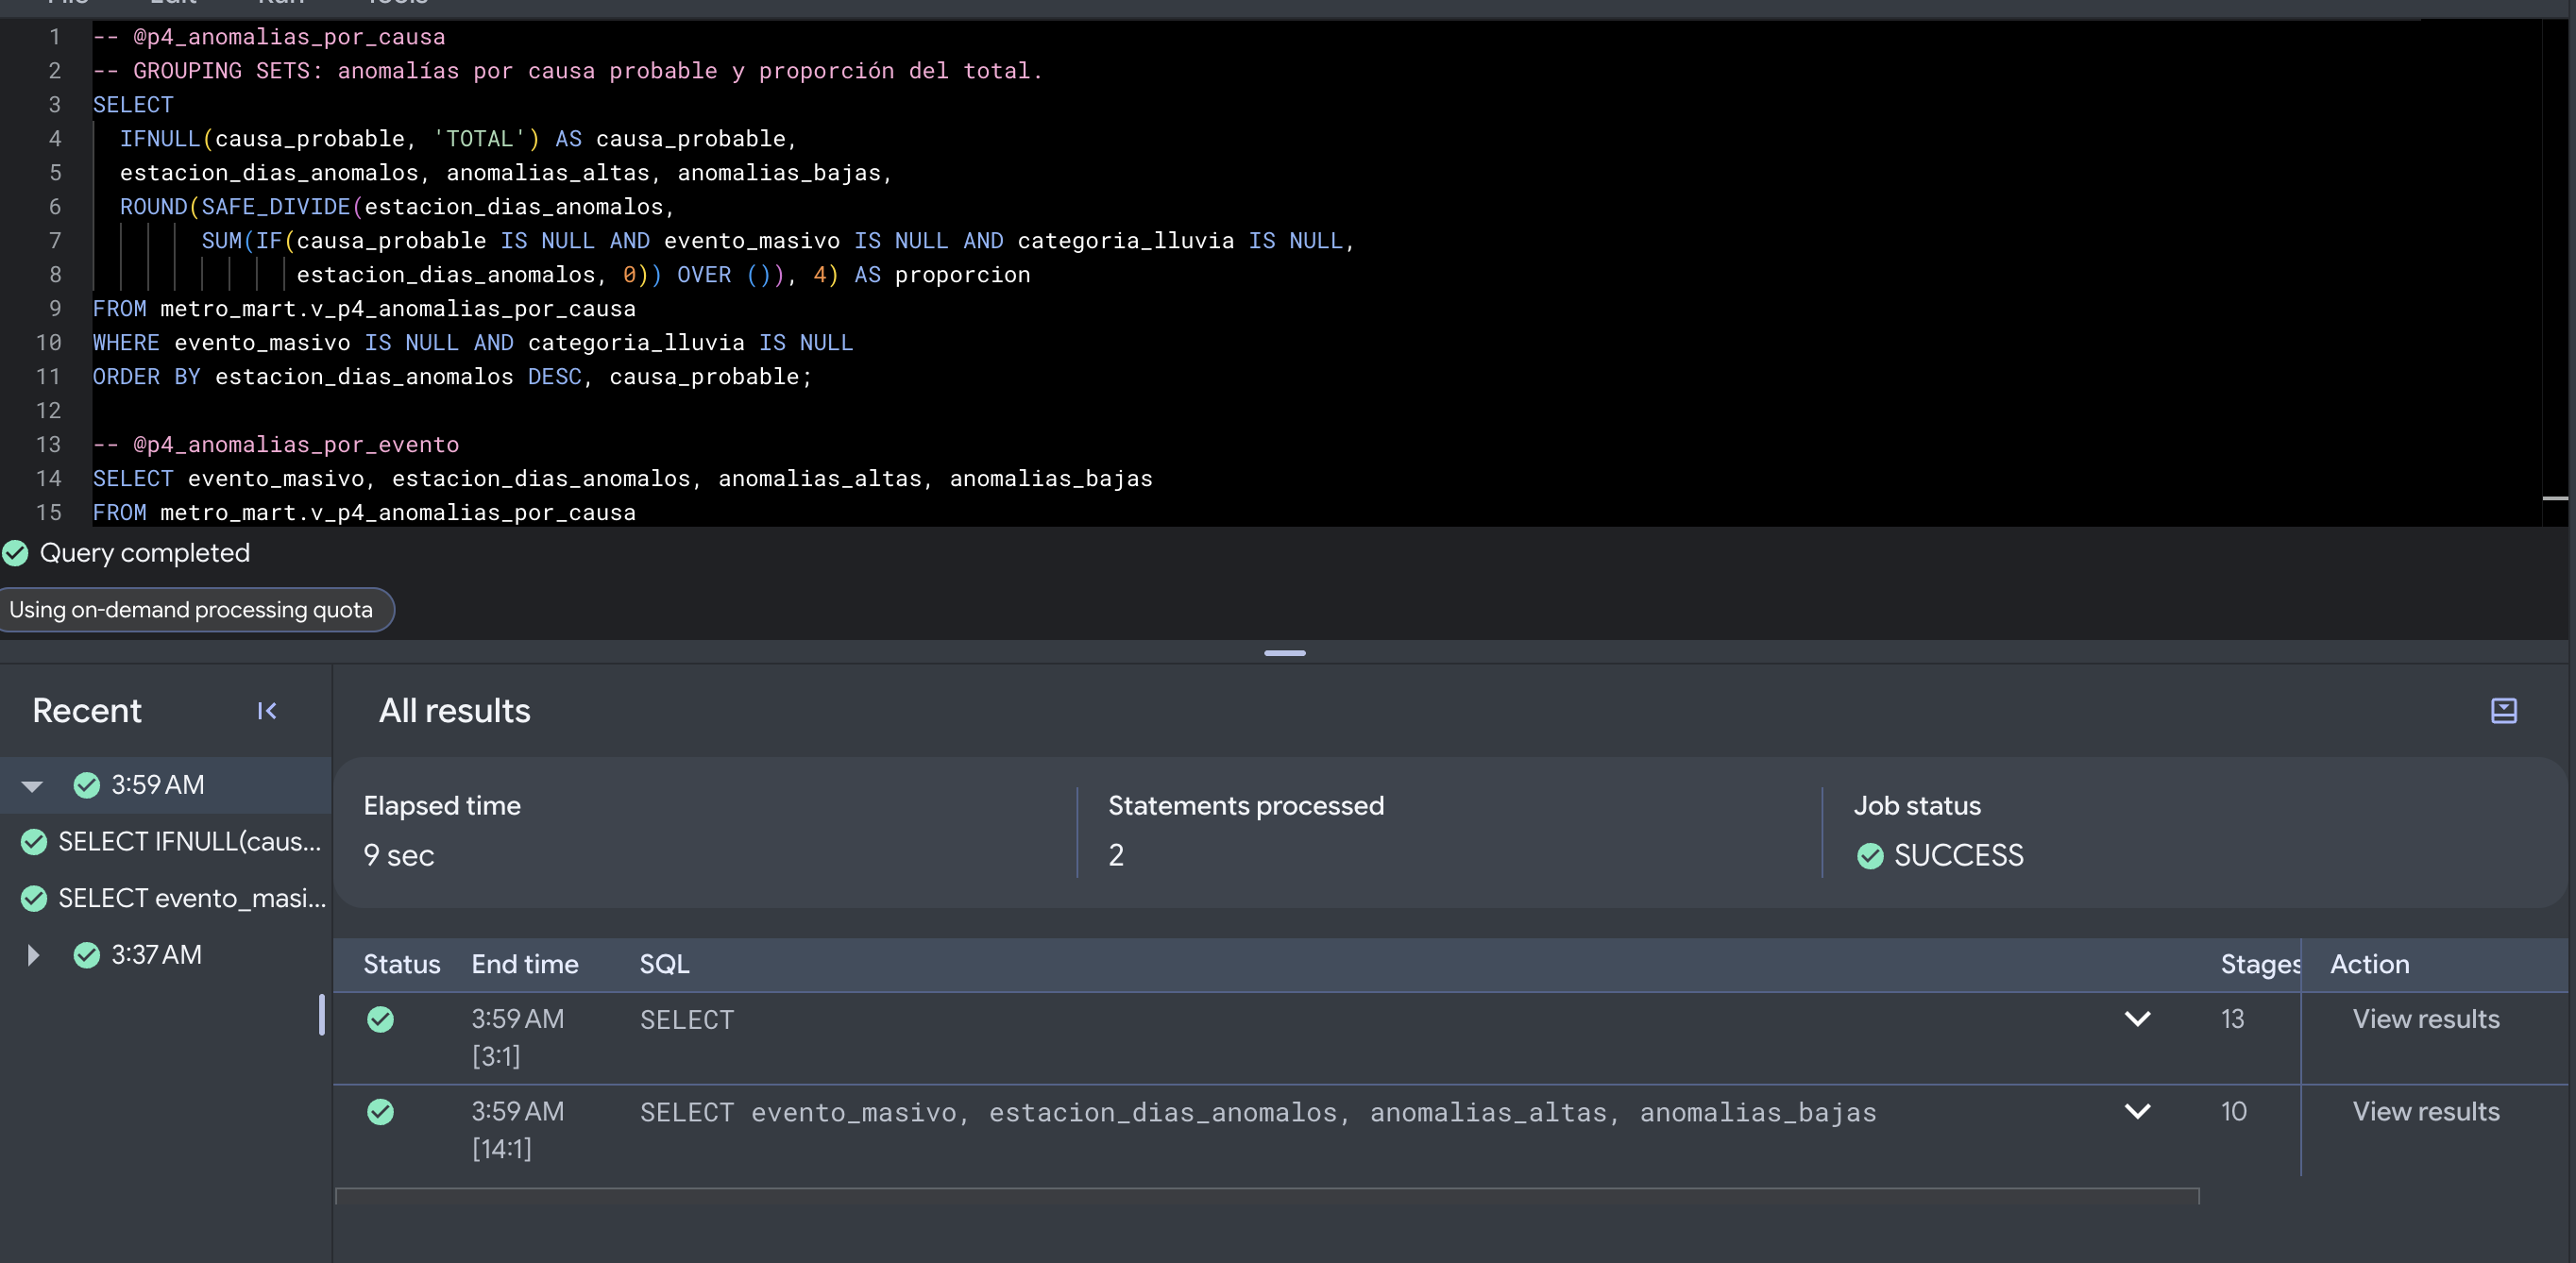 File Edit Run Tools
1 -- @p4_anomalias_por_causa
2 -- GROUPING SETS: anomalías por causa probable y proporción del total.
3 SELECT
4 IFNULL(causa_probable, 'TOTAL') AS causa_probable,
5 estacion_dias_anomalos, anomalias_altas, anomalias_bajas,
6 ROUND(SAFE_DIVIDE(estacion_dias_anomalos,
7 SUM(IF(causa_probable IS NULL AND evento_masivo IS NULL AND categoria_lluvia IS NULL,
8 estacion_dias_anomalos, 0)) OVER ()), 4) AS proporcion
9 FROM metro_mart.v_p4_anomalias_por_causa
10 WHERE evento_masivo IS NULL AND categoria_lluvia IS NULL
11 ORDER BY estacion_dias_anomalos DESC, causa_probable;
12
13 -- @p4_anomalias_por_evento
14 SELECT evento_masivo, estacion_dias_anomalos, anomalias_altas, anomalias_bajas
15 FROM metro_mart.v_p4_anomalias_por_causa
Query completed
Using on-demand processing quota
Recent
3:59 AM
SELECT IFNULL(caus...
SELECT evento_masi...
3:37 AM
All results
Elapsed time
9 sec
Statements processed
2
Job status
SUCCESS
Status End time SQL Stages Action
3:59 AM SELECT 13 View results
[3:1]
3:59 AM SELECT evento_masivo, estacion_dias_anomalos, anomalias_altas, anomalias_bajas 10 View results
[14:1]